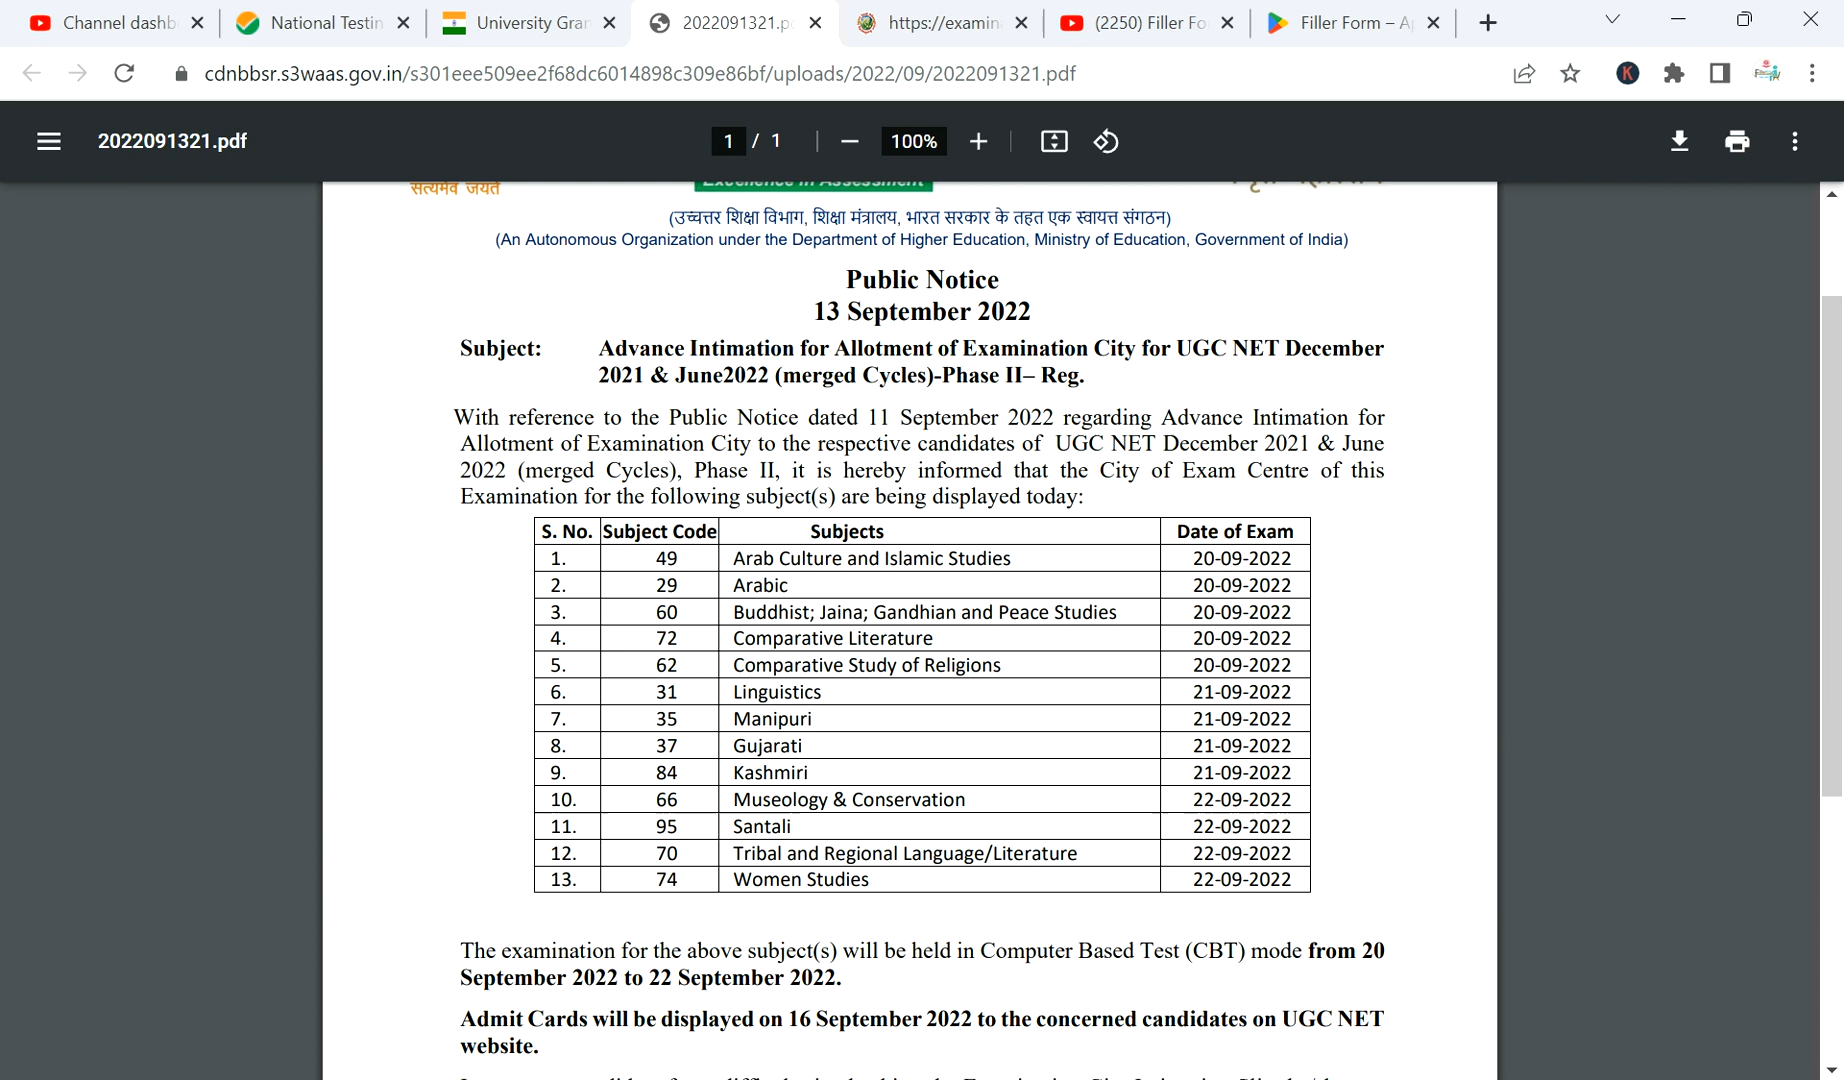 Channel dashb
National Testin
University Gran
2022091321.p
https://examin
(2250) Filler Fo
Filler Form – A
cdnbbsr.s3waas.gov.in/s301eee509ee2f68dc6014898c309e86bf/uploads/2022/09/2022091321.pdf
K
2022091321.pdf
1 / 1
100%
सत्यमेव जयते
Excellence in Assessment
(उच्चत्तर शिक्षा विभाग, शिक्षा मंत्रालय, भारत सरकार के तहत एक स्वायत्त संगठन)
(An Autonomous Organization under the Department of Higher Education, Ministry of Education, Government of India)
Public Notice
13 September 2022
Subject: Advance Intimation for Allotment of Examination City for UGC NET December
2021 & June2022 (merged Cycles)-Phase II– Reg.
With reference to the Public Notice dated 11 September 2022 regarding Advance Intimation for
Allotment of Examination City to the respective candidates of UGC NET December 2021 & June
2022 (merged Cycles), Phase II, it is hereby informed that the City of Exam Centre of this
Examination for the following subject(s) are being displayed today:
S. No. Subject Code Subjects Date of Exam
1. 49 Arab Culture and Islamic Studies 20-09-2022
2. 29 Arabic 20-09-2022
3. 60 Buddhist; Jaina; Gandhian and Peace Studies 20-09-2022
4. 72 Comparative Literature 20-09-2022
5. 62 Comparative Study of Religions 20-09-2022
6. 31 Linguistics 21-09-2022
7. 35 Manipuri 21-09-2022
8. 37 Gujarati 21-09-2022
9. 84 Kashmiri 21-09-2022
10. 66 Museology & Conservation 22-09-2022
11. 95 Santali 22-09-2022
12. 70 Tribal and Regional Language/Literature 22-09-2022
13. 74 Women Studies 22-09-2022
The examination for the above subject(s) will be held in Computer Based Test (CBT) mode from 20
September 2022 to 22 September 2022.
Admit Cards will be displayed on 16 September 2022 to the concerned candidates on UGC NET
website.